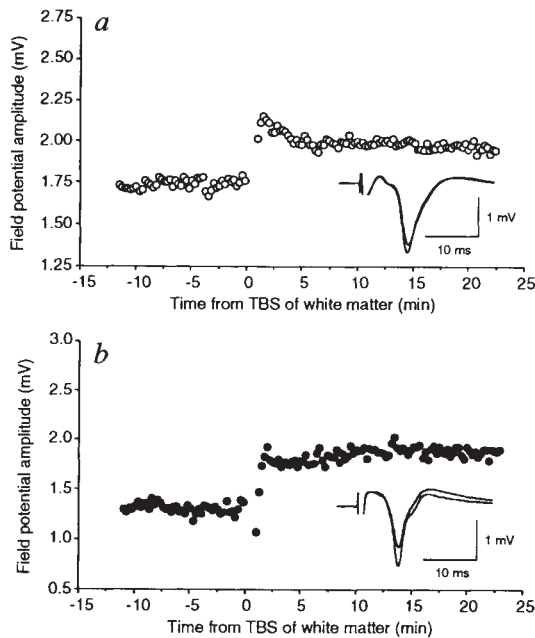 a
Field potential amplitude (mV)
2.75
2.50
2.25
2.00
1.75
1.50
1.25
1 mV
10 ms
-15 -10 -5 0 5 10 15 20 25
Time from TBS of white matter (min)
b
Field potential amplitude (mV)
3.0
2.5
2.0
1.5
1.0
0.5
1 mV
10 ms
-15 -10 -5 0 5 10 15 20 25
Time from TBS of white matter (min)